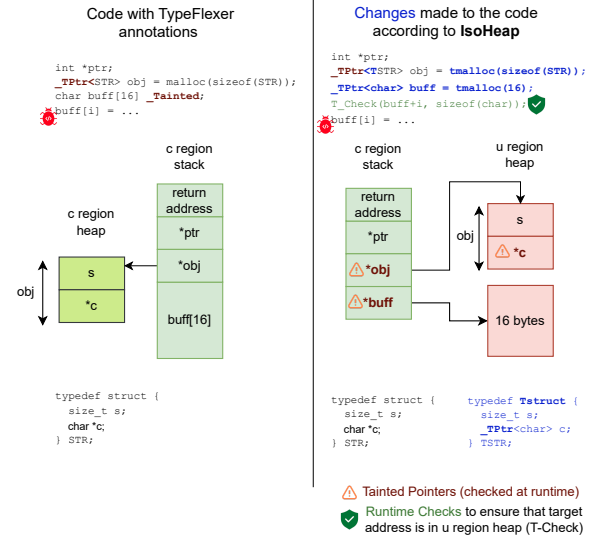 Code with TypeFlexer
annotations
int *ptr;
_TPtr<STR> obj = malloc(sizeof(STR));
char buff[16] _Tainted;
buff[i] = ...
c region
stack
return
address
*ptr
*obj
buff[16]
c region
heap
s
*c
obj
typedef struct {
size_t s;
char *c;
} STR;
Changes made to the code
according to IsoHeap
int *ptr;
_TPtr<TSTR> obj = tmalloc(sizeof(STR));
_TPtr<char> buff = tmalloc(16);
T_Check(buff+i, sizeof(char));
buff[i] = ...
c region
stack
return
address
*ptr
*obj
*buff
u region
heap
obj
s
*c
16 bytes
typedef struct {
size_t s;
char *c;
} STR;
typedef Tstruct {
size_t s;
_TPtr<char> c;
} TSTR;
Tainted Pointers (checked at runtime)
Runtime Checks to ensure that target
address is in u region heap (T-Check)